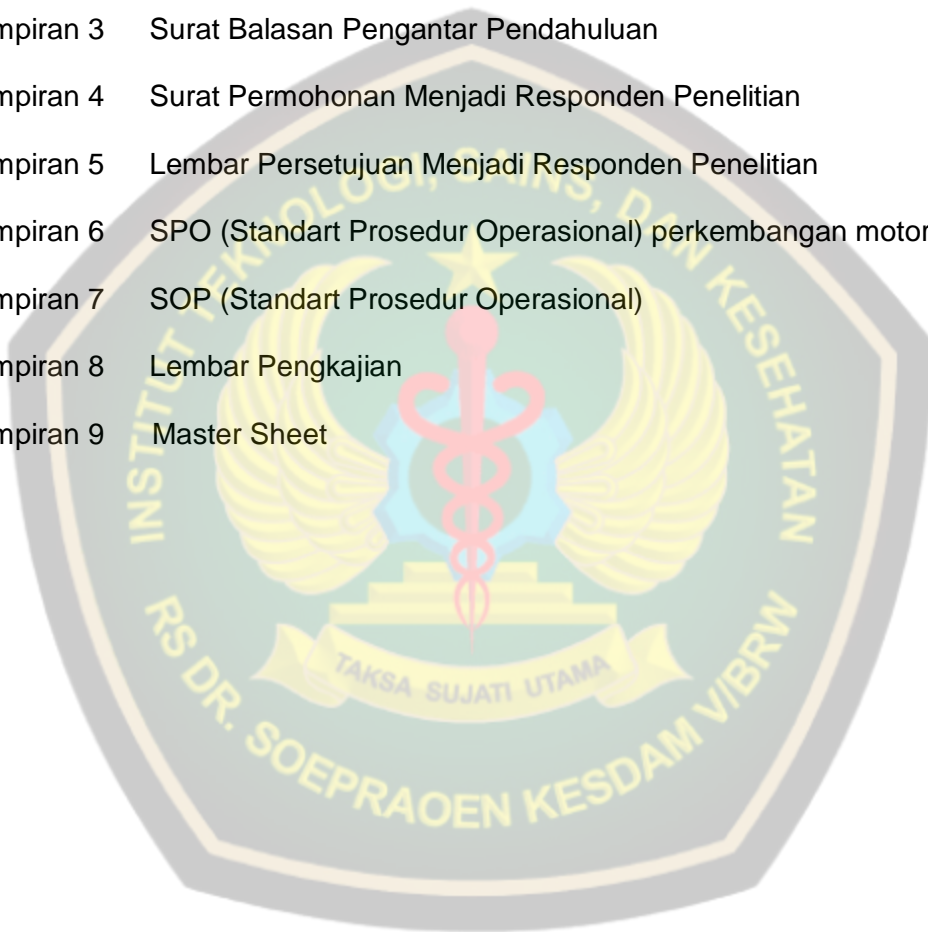 mpiran 3 Surat Balasan Pengantar Pendahuluan
mpiran 4 Surat Permohonan Menjadi Responden Penelitian
mpiran 5 Lembar Persetujuan Menjadi Responden Penelitian
mpiran 6 SPO (Standart Prosedur Operasional) perkembangan motor
mpiran 7 SOP (Standart Prosedur Operasional)
mpiran 8 Lembar Pengkajian
mpiran 9 Master Sheet
INSTITUT TEKNOLOGI, SAINS, DAN KESEHATAN
TAKSA SUJATI UTAMA
RS DR. SOEPRAOEN KESDAM V/BRW